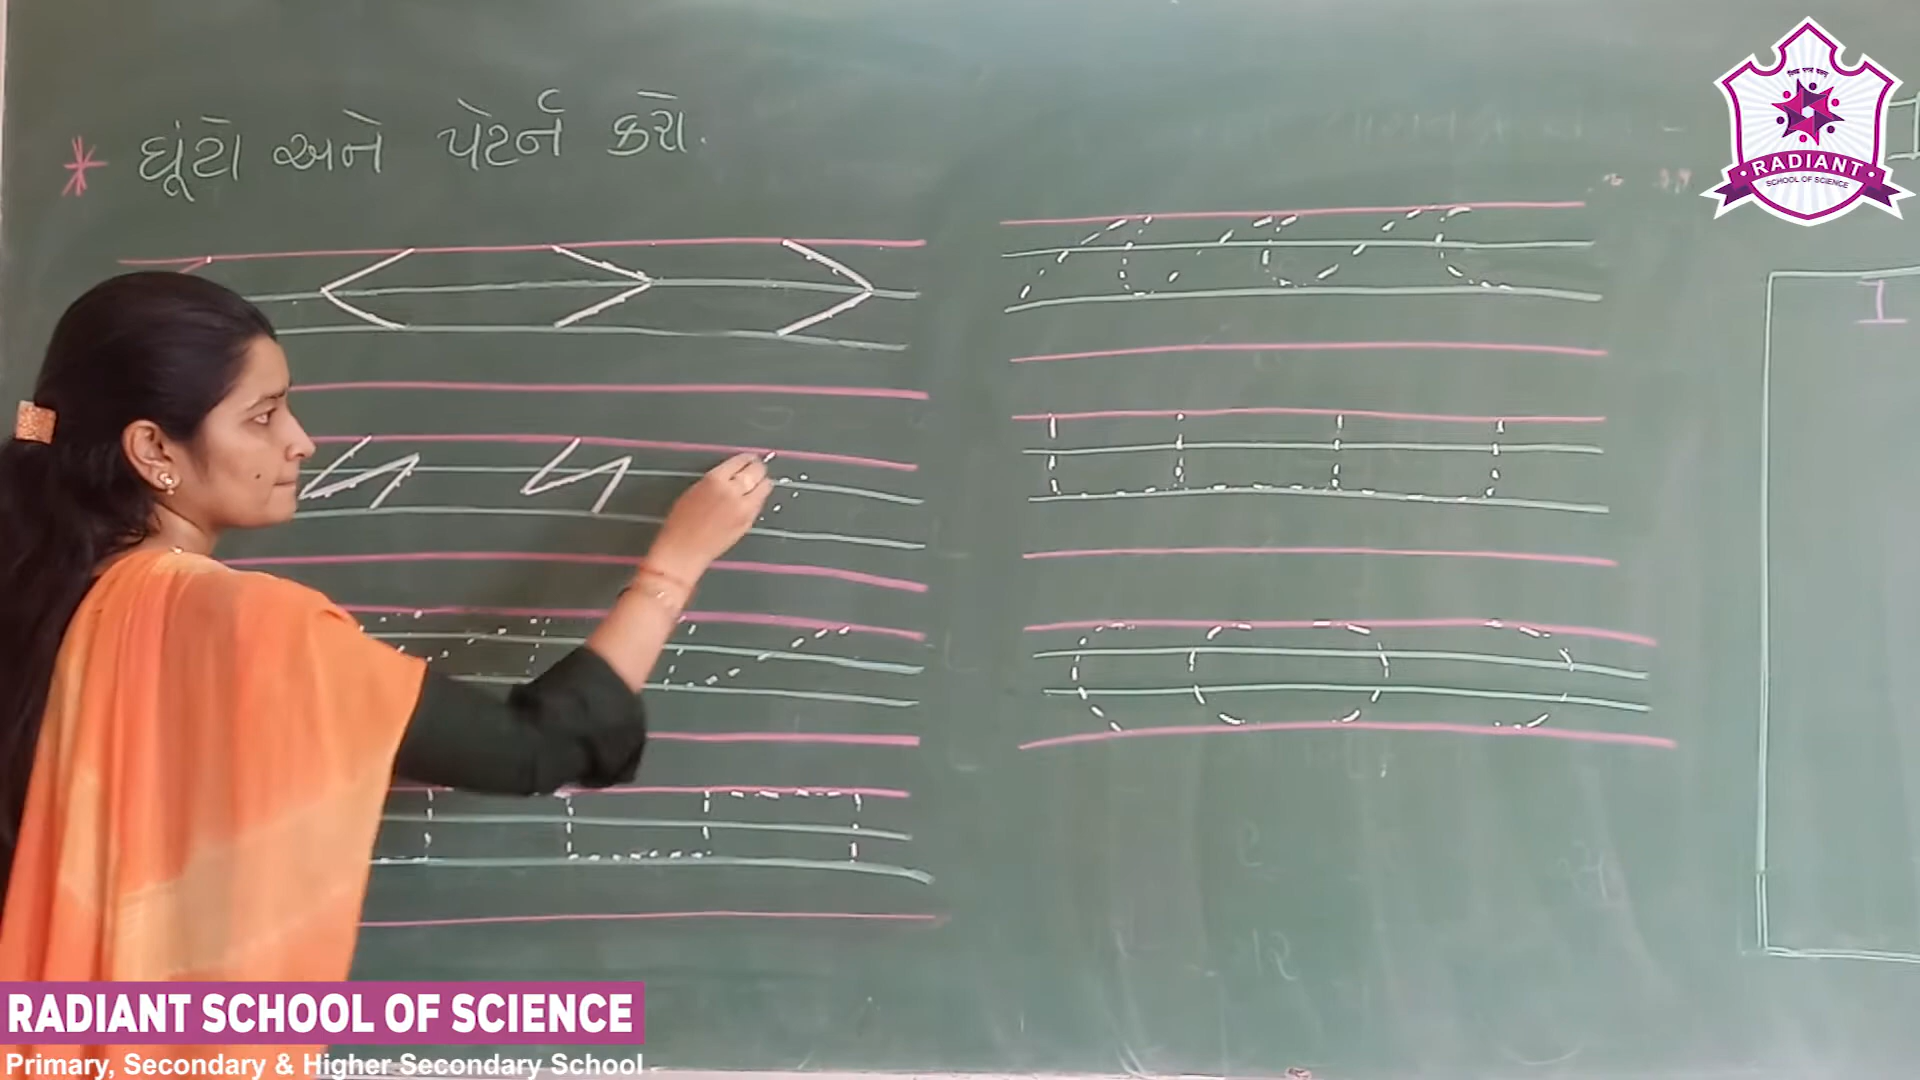 * ઘૂંટો અને પેટર્ન કરો.
RADIANT
SCHOOL OF SCIENCE
I
RADIANT SCHOOL OF SCIENCE
Primary, Secondary & Higher Secondary School